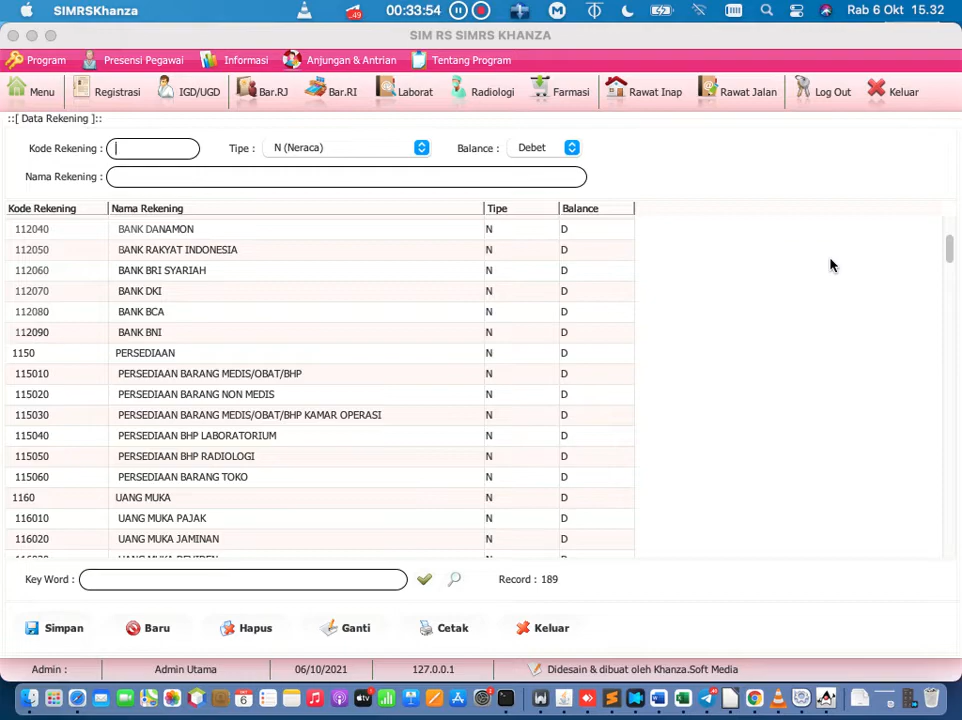 SIMRSKhanza 49 00:33:54 Rab 6 Okt 15.32
SIM RS SIMRS KHANZA
Program Presensi Pegawai Informasi Anjungan & Antrian Tentang Program
Menu Registrasi IGD/UGD Bar.RJ Bar.RI Laborat Radiologi Farmasi Rawat Inap Rawat Jalan Log Out Keluar
::[ Data Rekening ]::
Kode Rekening : Tipe : N (Neraca) Balance : Debet
Nama Rekening :
Kode Rekening Nama Rekening Tipe Balance
112040 BANK DANAMON N D
112050 BANK RAKYAT INDONESIA N D
112060 BANK BRI SYARIAH N D
112070 BANK DKI N D
112080 BANK BCA N D
112090 BANK BNI N D
1150 PERSEDIAAN N D
115010 PERSEDIAAN BARANG MEDIS/OBAT/BHP N D
115020 PERSEDIAAN BARANG NON MEDIS N D
115030 PERSEDIAAN BARANG MEDIS/OBAT/BHP KAMAR OPERASI N D
115040 PERSEDIAAN BHP LABORATORIUM N D
115050 PERSEDIAAN BHP RADIOLOGI N D
115060 PERSEDIAAN BARANG TOKO N D
1160 UANG MUKA N D
116010 UANG MUKA PAJAK N D
116020 UANG MUKA JAMINAN N D
Key Word : Record : 189
Simpan Baru Hapus Ganti Cetak Keluar
Admin : Admin Utama 06/10/2021 127.0.0.1 Didesain & dibuat oleh Khanza.Soft Media